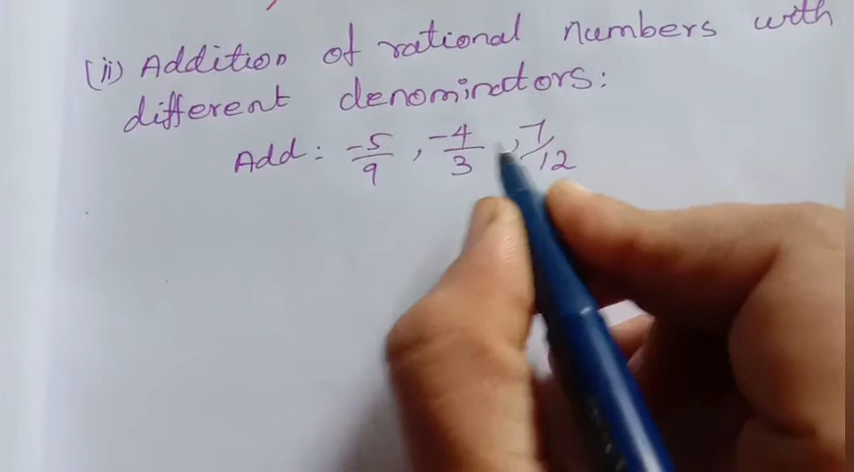 (ii) Addition of rational numbers with
different denominators:
Add: -5/9, -4/3, 7/12